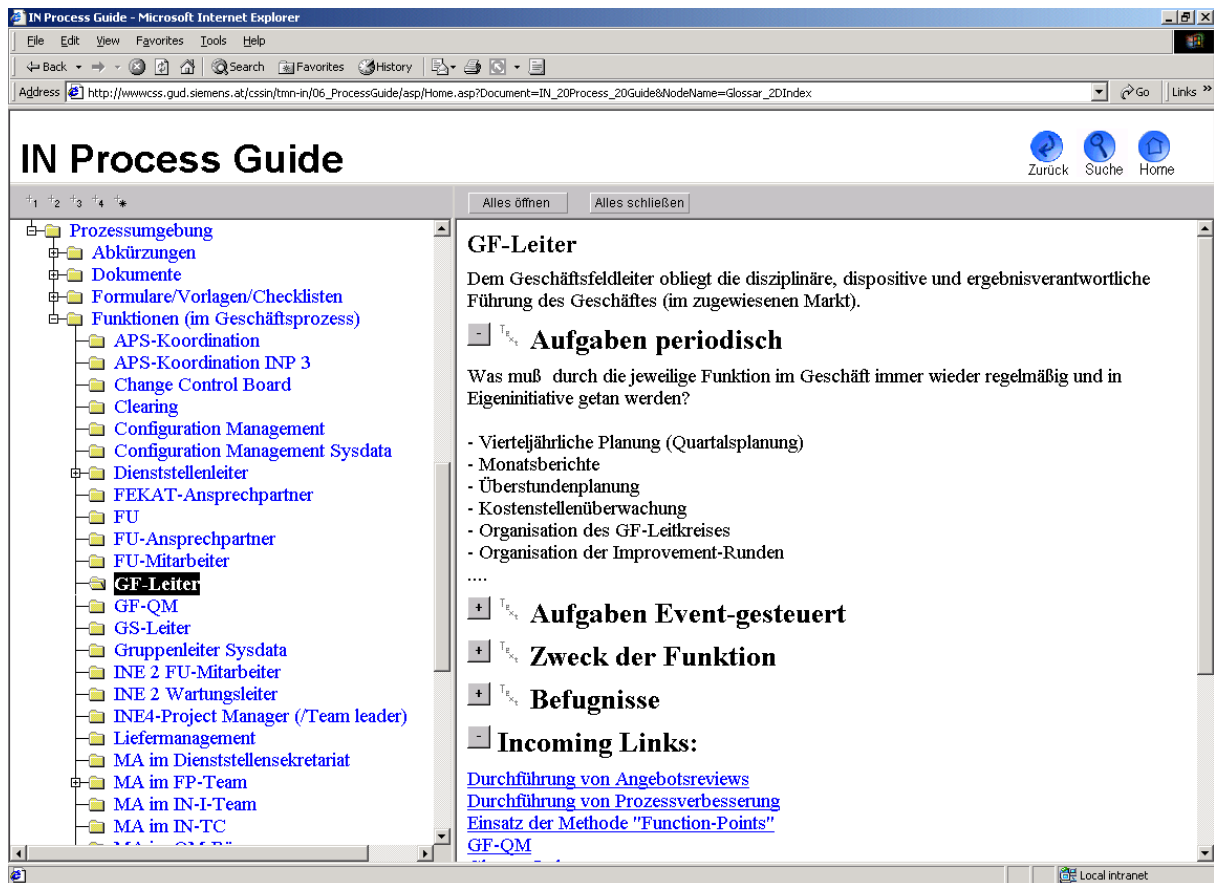 IN Process Guide - Microsoft Internet Explorer
File Edit View Favorites Tools Help
Back Search Favorites History
Address http://wwwcss.gud.siemens.at/cssin/tmn-in/06_ProcessGuide/asp/Home.asp?Document=IN_20Process_20Guide&NodeName=Glossar_2DIndex Go Links »
IN Process Guide
Zurück Suche Home
+1 +2 +3 +4 +*
Alles öffnen Alles schließen
Prozessumgebung
Abkürzungen
Dokumente
Formulare/Vorlagen/Checklisten
Funktionen (im Geschäftsprozess)
APS-Koordination
APS-Koordination INP 3
Change Control Board
Clearing
Configuration Management
Configuration Management Sysdata
Dienststellenleiter
FEKAT-Ansprechpartner
FU
FU-Ansprechpartner
FU-Mitarbeiter
GF-Leiter
GF-QM
GS-Leiter
Gruppenleiter Sysdata
INE 2 FU-Mitarbeiter
INE 2 Wartungsleiter
INE4-Project Manager (/Team leader)
Liefermanagement
MA im Dienststellensekretariat
MA im FP-Team
MA im IN-I-Team
MA im IN-TC
GF-Leiter
Dem Geschäftsfeldleiter obliegt die disziplinäre, dispositive und ergebnisverantwortliche
Führung des Geschäftes (im zugewiesenen Markt).
- Text Aufgaben periodisch
Was muß durch die jeweilige Funktion im Geschäft immer wieder regelmäßig und in
Eigeninitiative getan werden?
- Vierteljährliche Planung (Quartalsplanung)
- Monatsberichte
- Überstundenplanung
- Kostenstellenüberwachung
- Organisation des GF-Leitkreises
- Organisation der Improvement-Runden
....
+ Text Aufgaben Event-gesteuert
+ Text Zweck der Funktion
+ Text Befugnisse
- Incoming Links:
Durchführung von Angebotsreviews
Durchführung von Prozessverbesserung
Einsatz der Methode "Function-Points"
GF-QM
Local intranet